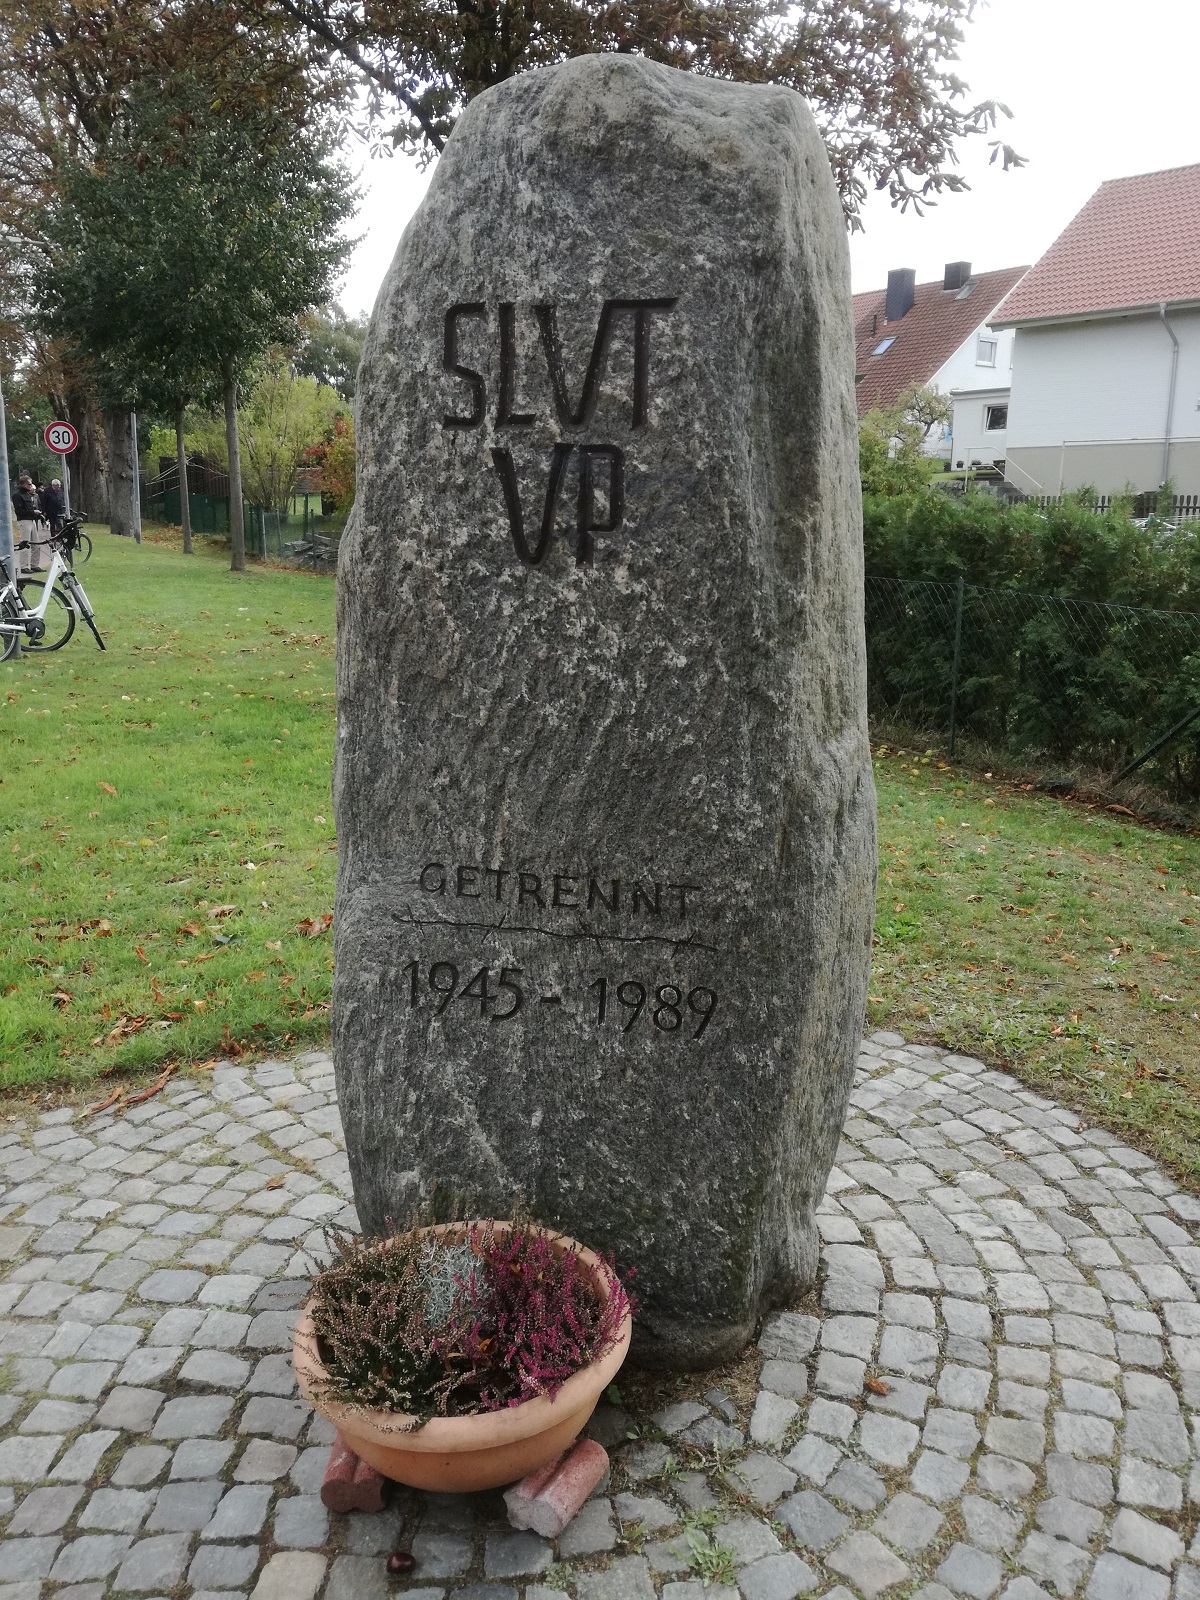 SLVT
VP
GETRENNT
1945 - 1989
30